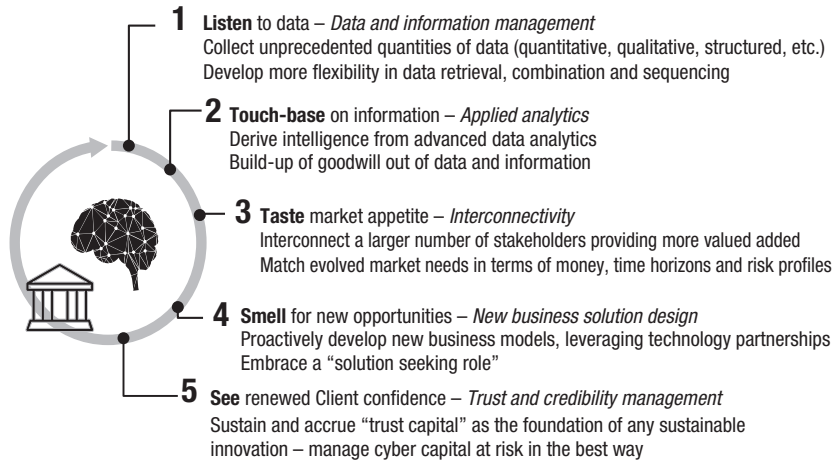 1 Listen to data – Data and information management
Collect unprecedented quantities of data (quantitative, qualitative, structured, etc.)
Develop more flexibility in data retrieval, combination and sequencing
2 Touch-base on information – Applied analytics
Derive intelligence from advanced data analytics
Build-up of goodwill out of data and information
3 Taste market appetite – Interconnectivity
Interconnect a larger number of stakeholders providing more valued added
Match evolved market needs in terms of money, time horizons and risk profiles
4 Smell for new opportunities – New business solution design
Proactively develop new business models, leveraging technology partnerships
Embrace a “solution seeking role”
5 See renewed Client confidence – Trust and credibility management
Sustain and accrue “trust capital” as the foundation of any sustainable
innovation – manage cyber capital at risk in the best way